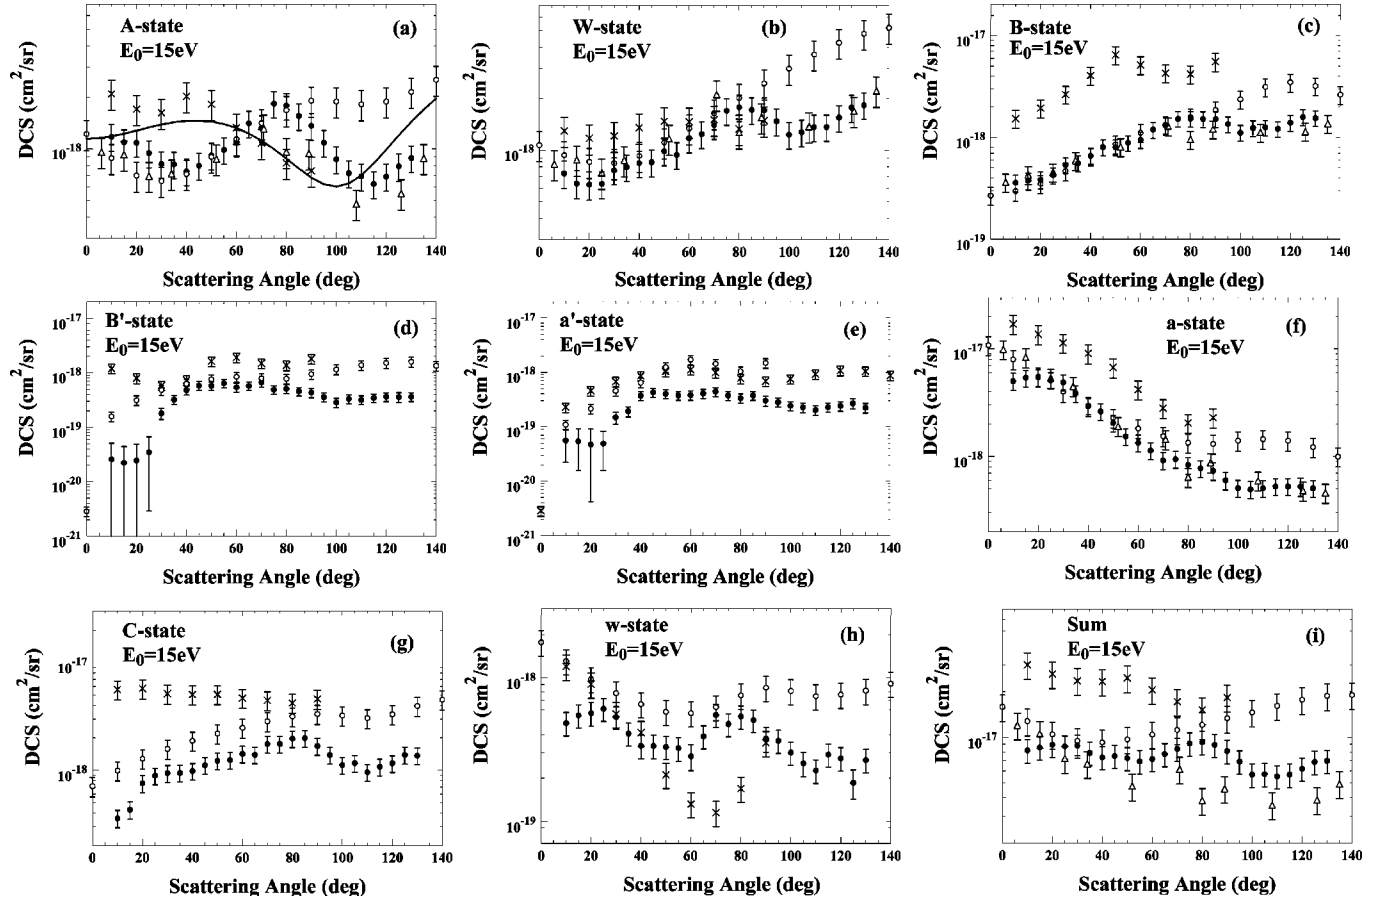 A-state
(a)
E0=15eV
DCS (cm²/sr)
10⁻¹⁸
0 20 40 60 80 100 120 140
Scattering Angle (deg)
W-state
(b)
E0=15eV
DCS (cm²/sr)
10⁻¹⁸
0 20 40 60 80 100 120 140
Scattering Angle (deg)
B-state
(c)
E0=15eV
DCS (cm²/sr)
10⁻¹⁷
10⁻¹⁸
10⁻¹⁹
0 20 40 60 80 100 120 140
Scattering Angle (deg)
B'-state
(d)
E0=15eV
DCS (cm²/sr)
10⁻¹⁷
10⁻¹⁸
10⁻¹⁹
10⁻²⁰
10⁻²¹
0 20 40 60 80 100 120 140
Scattering Angle (deg)
a'-state
(e)
E0=15eV
DCS (cm²/sr)
10⁻¹⁷
10⁻¹⁸
10⁻¹⁹
10⁻²⁰
10⁻²¹
0 20 40 60 80 100 120 140
Scattering Angle (deg)
a-state
(f)
E0=15eV
DCS (cm²/sr)
10⁻¹⁷
10⁻¹⁸
0 20 40 60 80 100 120 140
Scattering Angle (deg)
C-state
(g)
E0=15eV
DCS (cm²/sr)
10⁻¹⁷
10⁻¹⁸
0 20 40 60 80 100 120 140
Scattering Angle (deg)
w-state
(h)
E0=15eV
DCS (cm²/sr)
10⁻¹⁸
10⁻¹⁹
0 20 40 60 80 100 120 140
Scattering Angle (deg)
Sum
(i)
E0=15eV
DCS (cm²/sr)
10⁻¹⁷
0 20 40 60 80 100 120 140
Scattering Angle (deg)